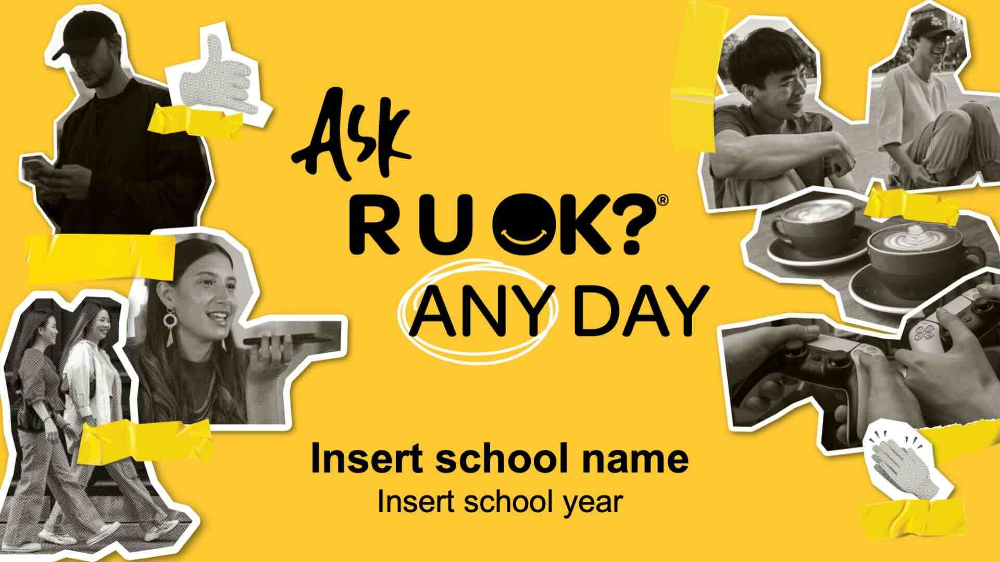 Ask
R U OK?®
ANY DAY
Insert school name
Insert school year